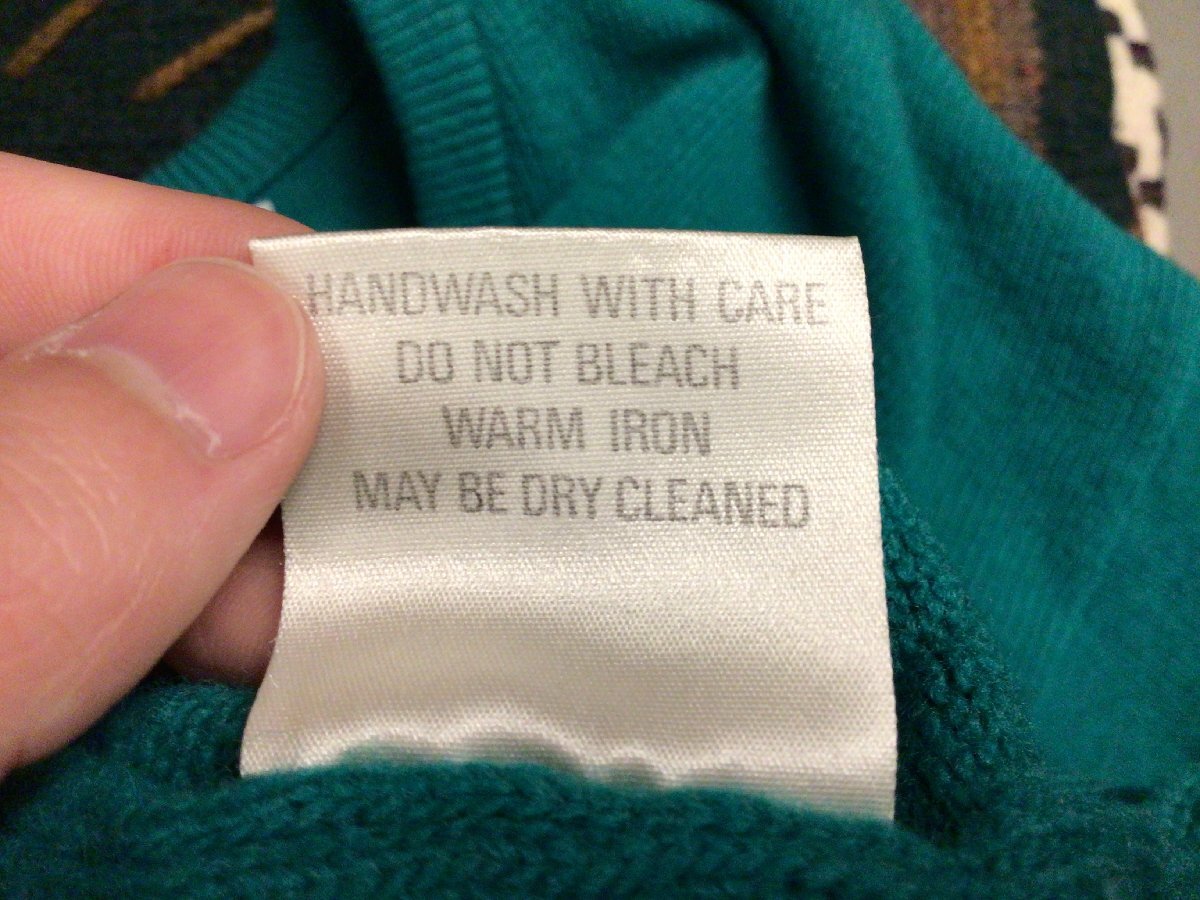 HANDWASH WITH CARE
DO NOT BLEACH
WARM IRON
MAY BE DRY CLEANED